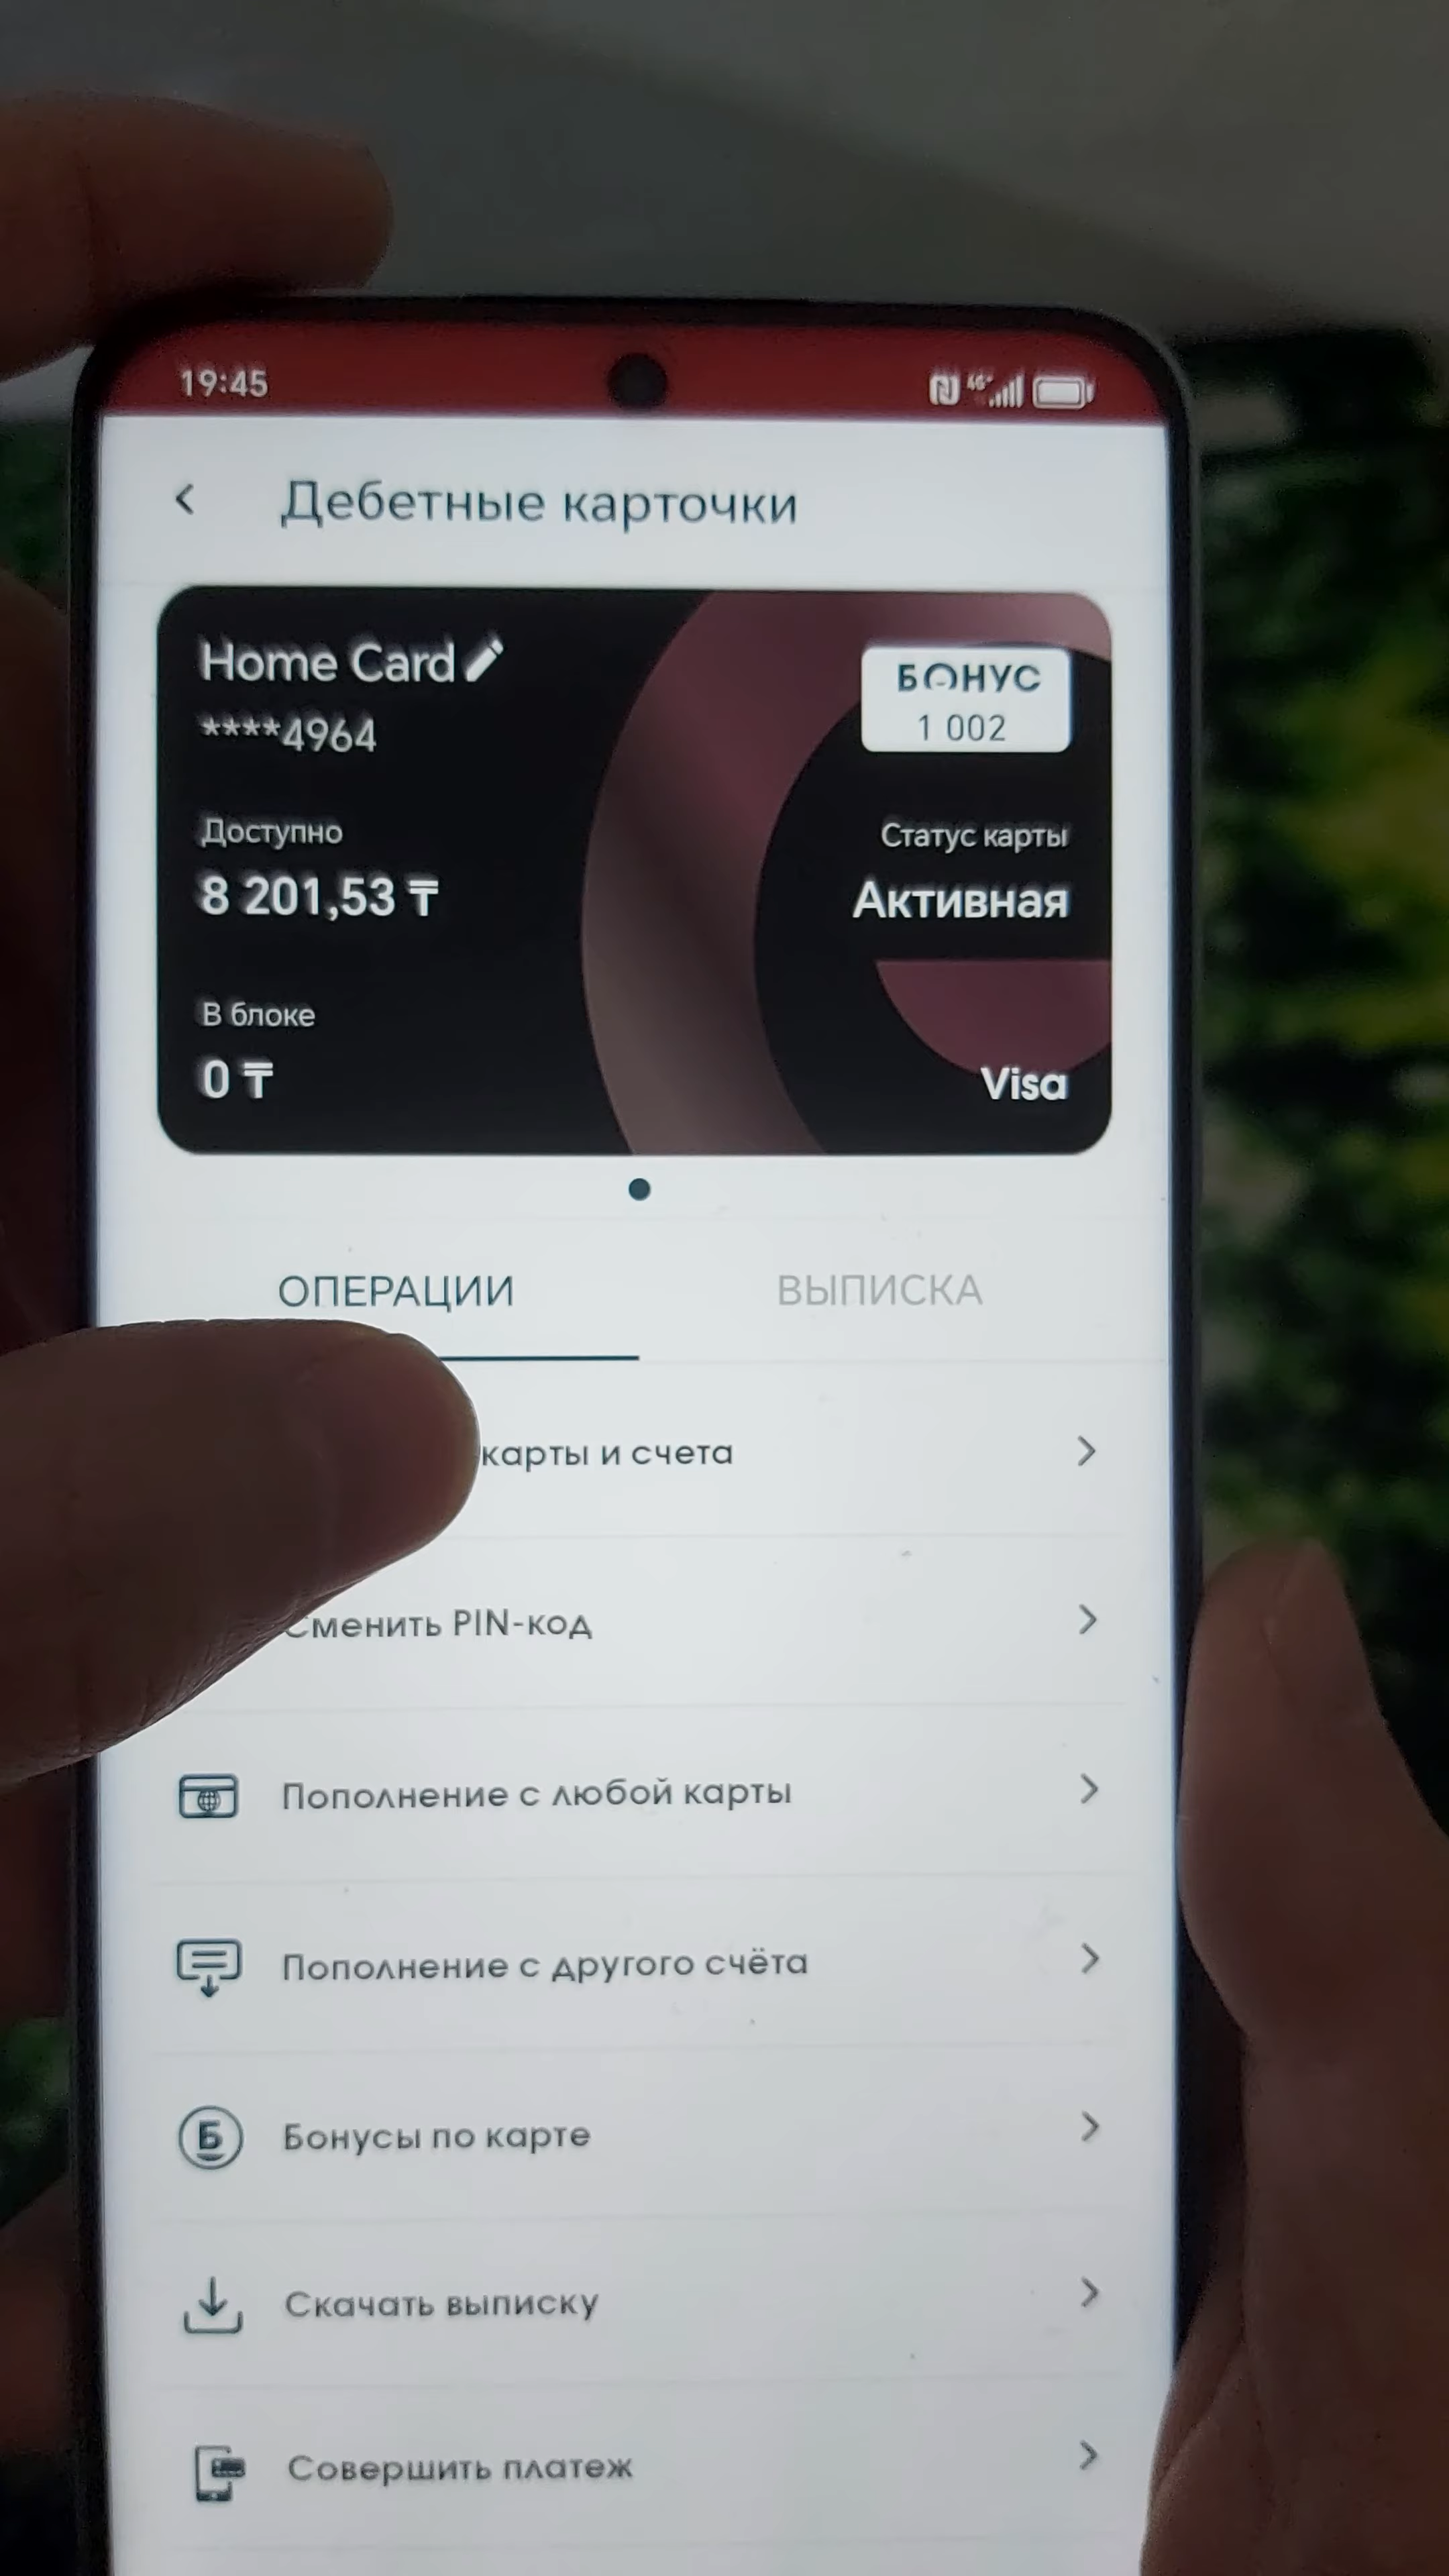 19:45
4G+
Дебетные карточки
Home Card
****4964
БОНУС
1 002
Доступно
8 201,53 ₸
Статус карты
Активная
В блоке
0 ₸
Visa
ОПЕРАЦИИ
ВЫПИСКА
карты и счета
Сменить PIN-код
Пополнение с любой карты
Пополнение с другого счёта
Б
Бонусы по карте
Скачать выписку
Совершить платеж